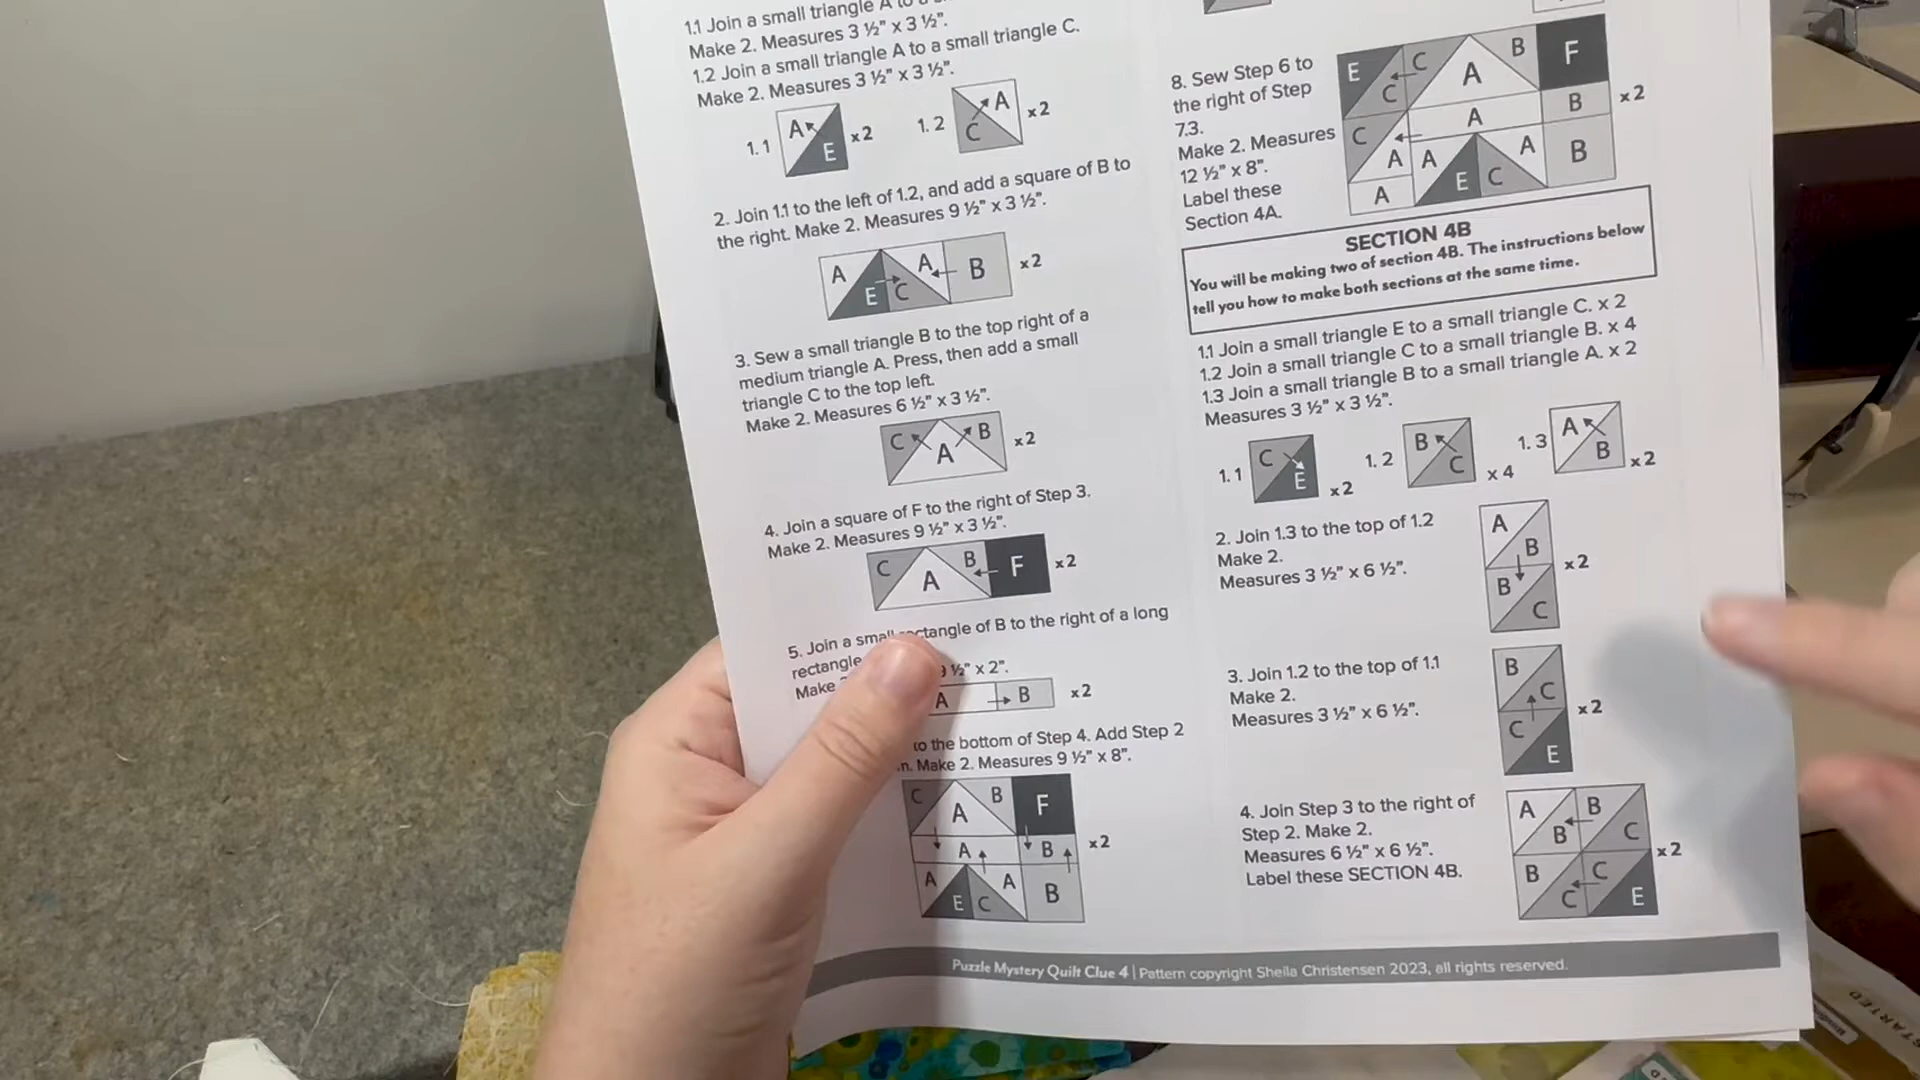 1.1 Join a small triangle A to a
Make 2. Measures 3 ½" x 3 ½".
1.2 Join a small triangle A to a small triangle C.
Make 2. Measures 3 ½" x 3 ½".
1. 1
A
E
x 2
1. 2
A
C
x 2
2. Join 1.1 to the left of 1.2, and add a square of B to
the right. Make 2. Measures 9 ½" x 3 ½".
A
E
C
A
B
x 2
3. Sew a small triangle B to the top right of a
medium triangle A. Press, then add a small
triangle C to the top left.
Make 2. Measures 6 ½" x 3 ½".
C
A
B
x 2
4. Join a square of F to the right of Step 3.
Make 2. Measures 9 ½" x 3 ½".
C
A
B
F
x 2
5. Join a small rectangle of B to the right of a long
rectangle
Make ½" x 2".
A
B
x 2
to the bottom of Step 4. Add Step 2
Make 2. Measures 9 ½" x 8".
C
A
B
F
A
B
A
E
C
A
B
x 2
8. Sew Step 6 to
the right of Step
7.3.
Make 2. Measures
12 ½" x 8".
Label these
Section 4A.
E
C
C
A
B
F
A
B
C
A
A
E
C
A
B
A
x 2
SECTION 4B
You will be making two of section 4B. The instructions below
tell you how to make both sections at the same time.
1.1 Join a small triangle E to a small triangle C. x 2
1.2 Join a small triangle C to a small triangle B. x 4
1.3 Join a small triangle B to a small triangle A. x 2
Measures 3 ½" x 3 ½".
1. 1
C
E
x 2
1. 2
B
C
x 4
1. 3
A
B
x 2
2. Join 1.3 to the top of 1.2
Make 2.
Measures 3 ½" x 6 ½".
A
B
B
C
x 2
3. Join 1.2 to the top of 1.1
Make 2.
Measures 3 ½" x 6 ½".
B
C
C
E
x 2
4. Join Step 3 to the right of
Step 2. Make 2.
Measures 6 ½" x 6 ½".
Label these SECTION 4B.
A
B
B
C
B
C
C
E
x 2
Puzzle Mystery Quilt Clue 4 | Pattern copyright Sheila Christensen 2023, all rights reserved.